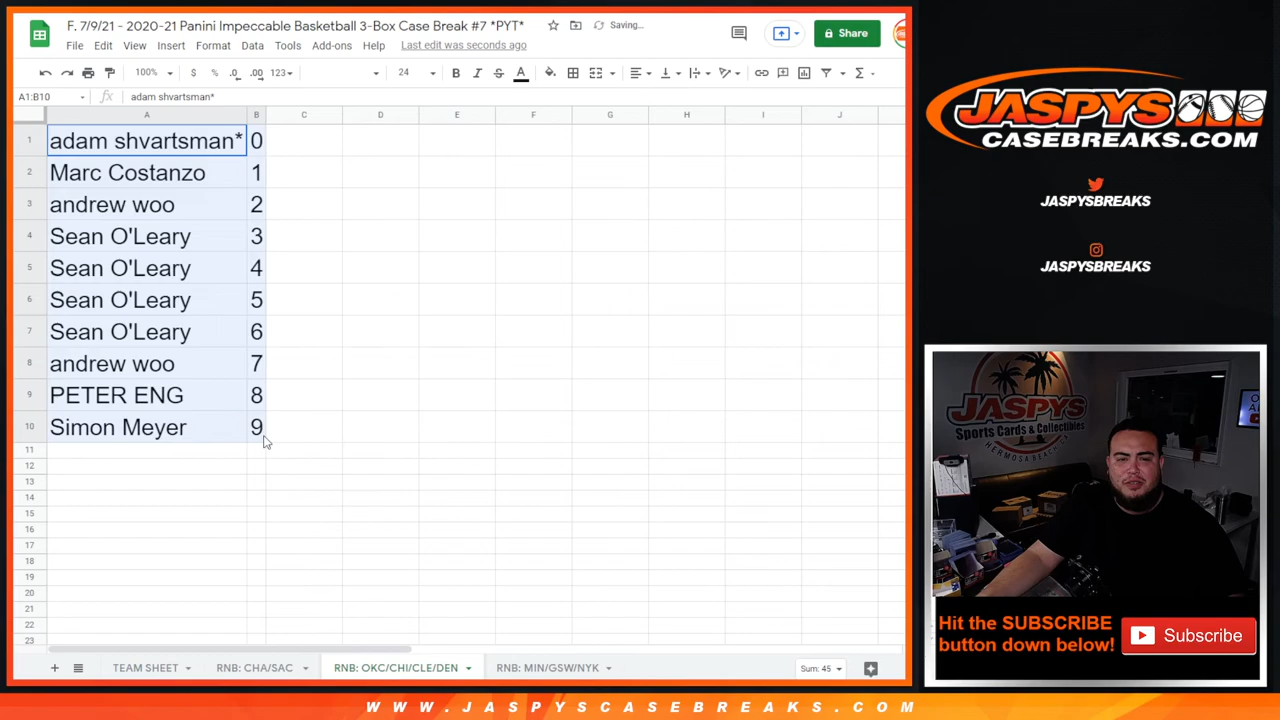 F. 7/9/21 - 2020-21 Panini Impeccable Basketball 3-Box Case Break #7 *PYT*
Saving...
File Edit View Insert Format Data Tools Add-ons Help Last edit was seconds ago
Share
100% $ % .0 .00 123 24 B I S A
A1:B10 fx adam shvartsman*
A B C D E F G H I J
1 adam shvartsman* 0
2 Marc Costanzo 1
3 andrew woo 2
4 Sean O'Leary 3
5 Sean O'Leary 4
6 Sean O'Leary 5
7 Sean O'Leary 6
8 andrew woo 7
9 PETER ENG 8
10 Simon Meyer 9
11
12
13
14
15
16
17
18
19
20
21
22
23
TEAM SHEET RNB: CHA/SAC RNB: OKC/CHI/CLE/DEN RNB: MIN/GSW/NYK Sum: 45
JASPYS
CASEBREAKS.COM
JASPYSBREAKS
JASPYSBREAKS
JASPYS
Sports Cards & Collectibles
HERMOSA BEACH, CA
Hit the SUBSCRIBE
button down below!
Subscribe
WWW.JASPYSCASEBREAKS.COM